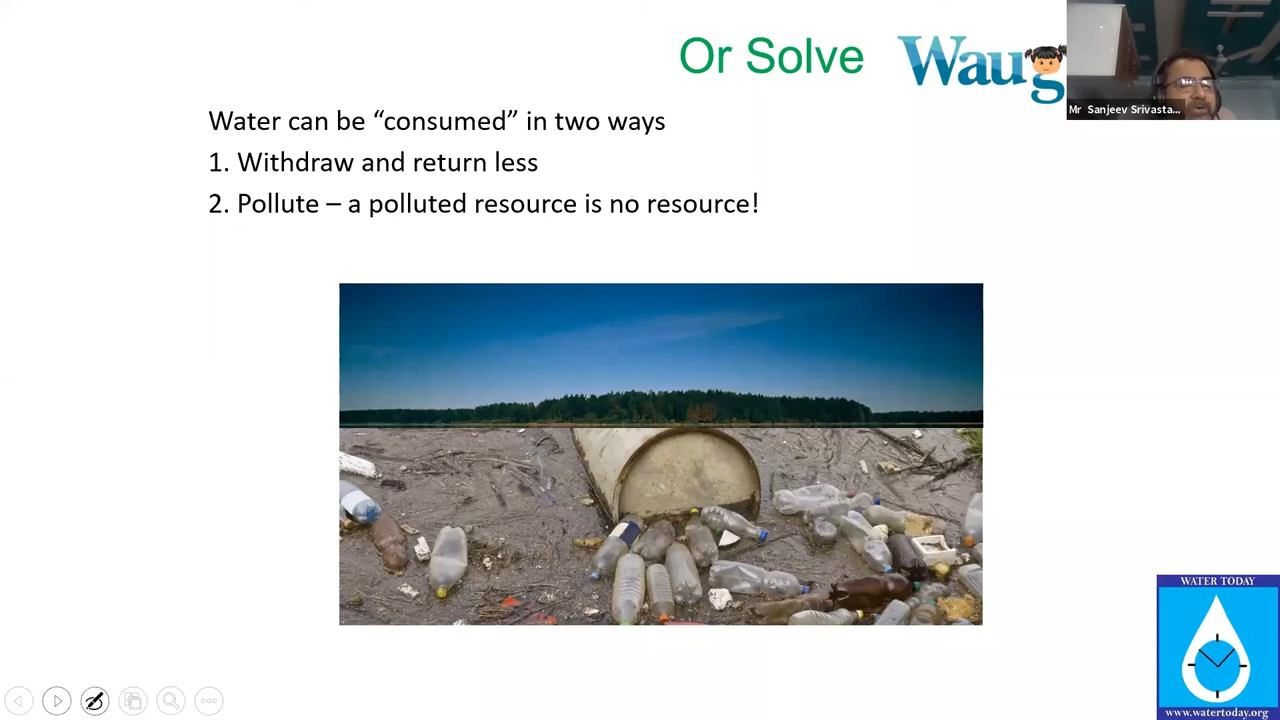 Or Solve
Waug
Mr Sanjeev Srivasta...
Water can be “consumed” in two ways
1. Withdraw and return less
2. Pollute – a polluted resource is no resource!
WATER TODAY
www.watertoday.org